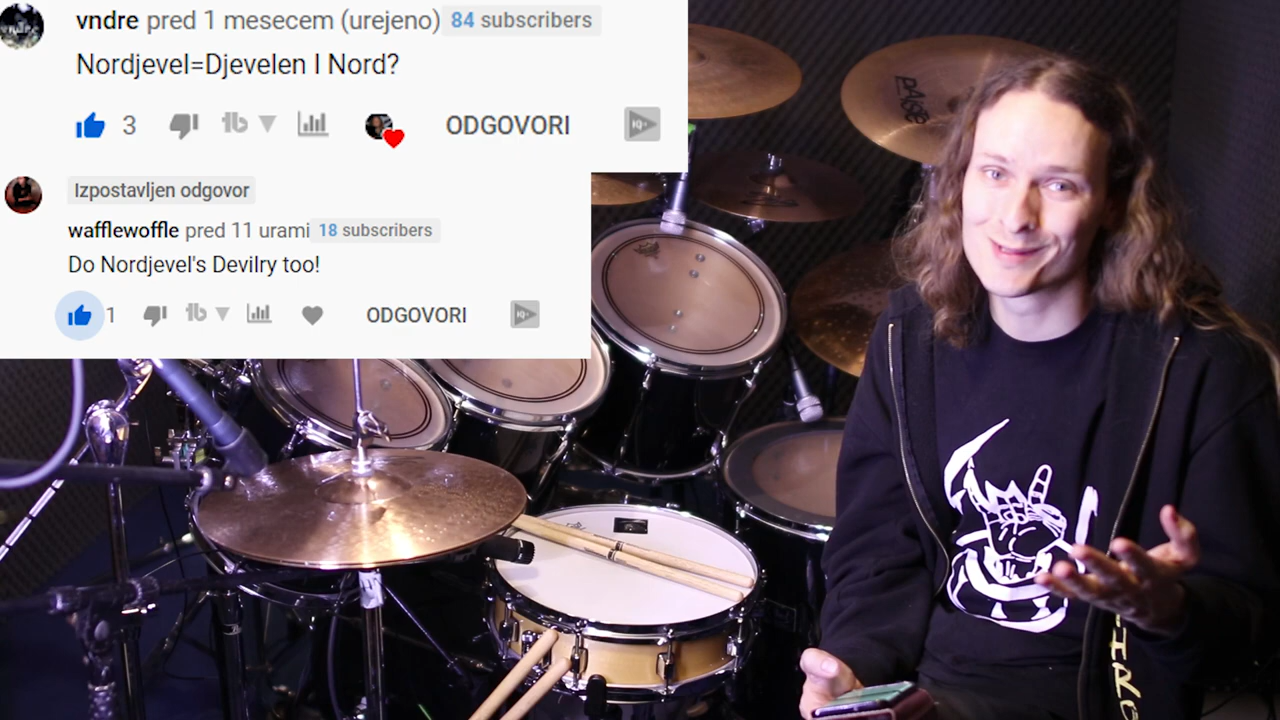 vndre pred 1 mesecem (urejeno) 84 subscribers
Nordjevel=Djevelen I Nord?
3 ODGOVORI
Izpostavljen odgovor
wafflewoffle pred 11 urami 18 subscribers
Do Nordjevel's Devilry too!
1 ODGOVORI
PAiSTe